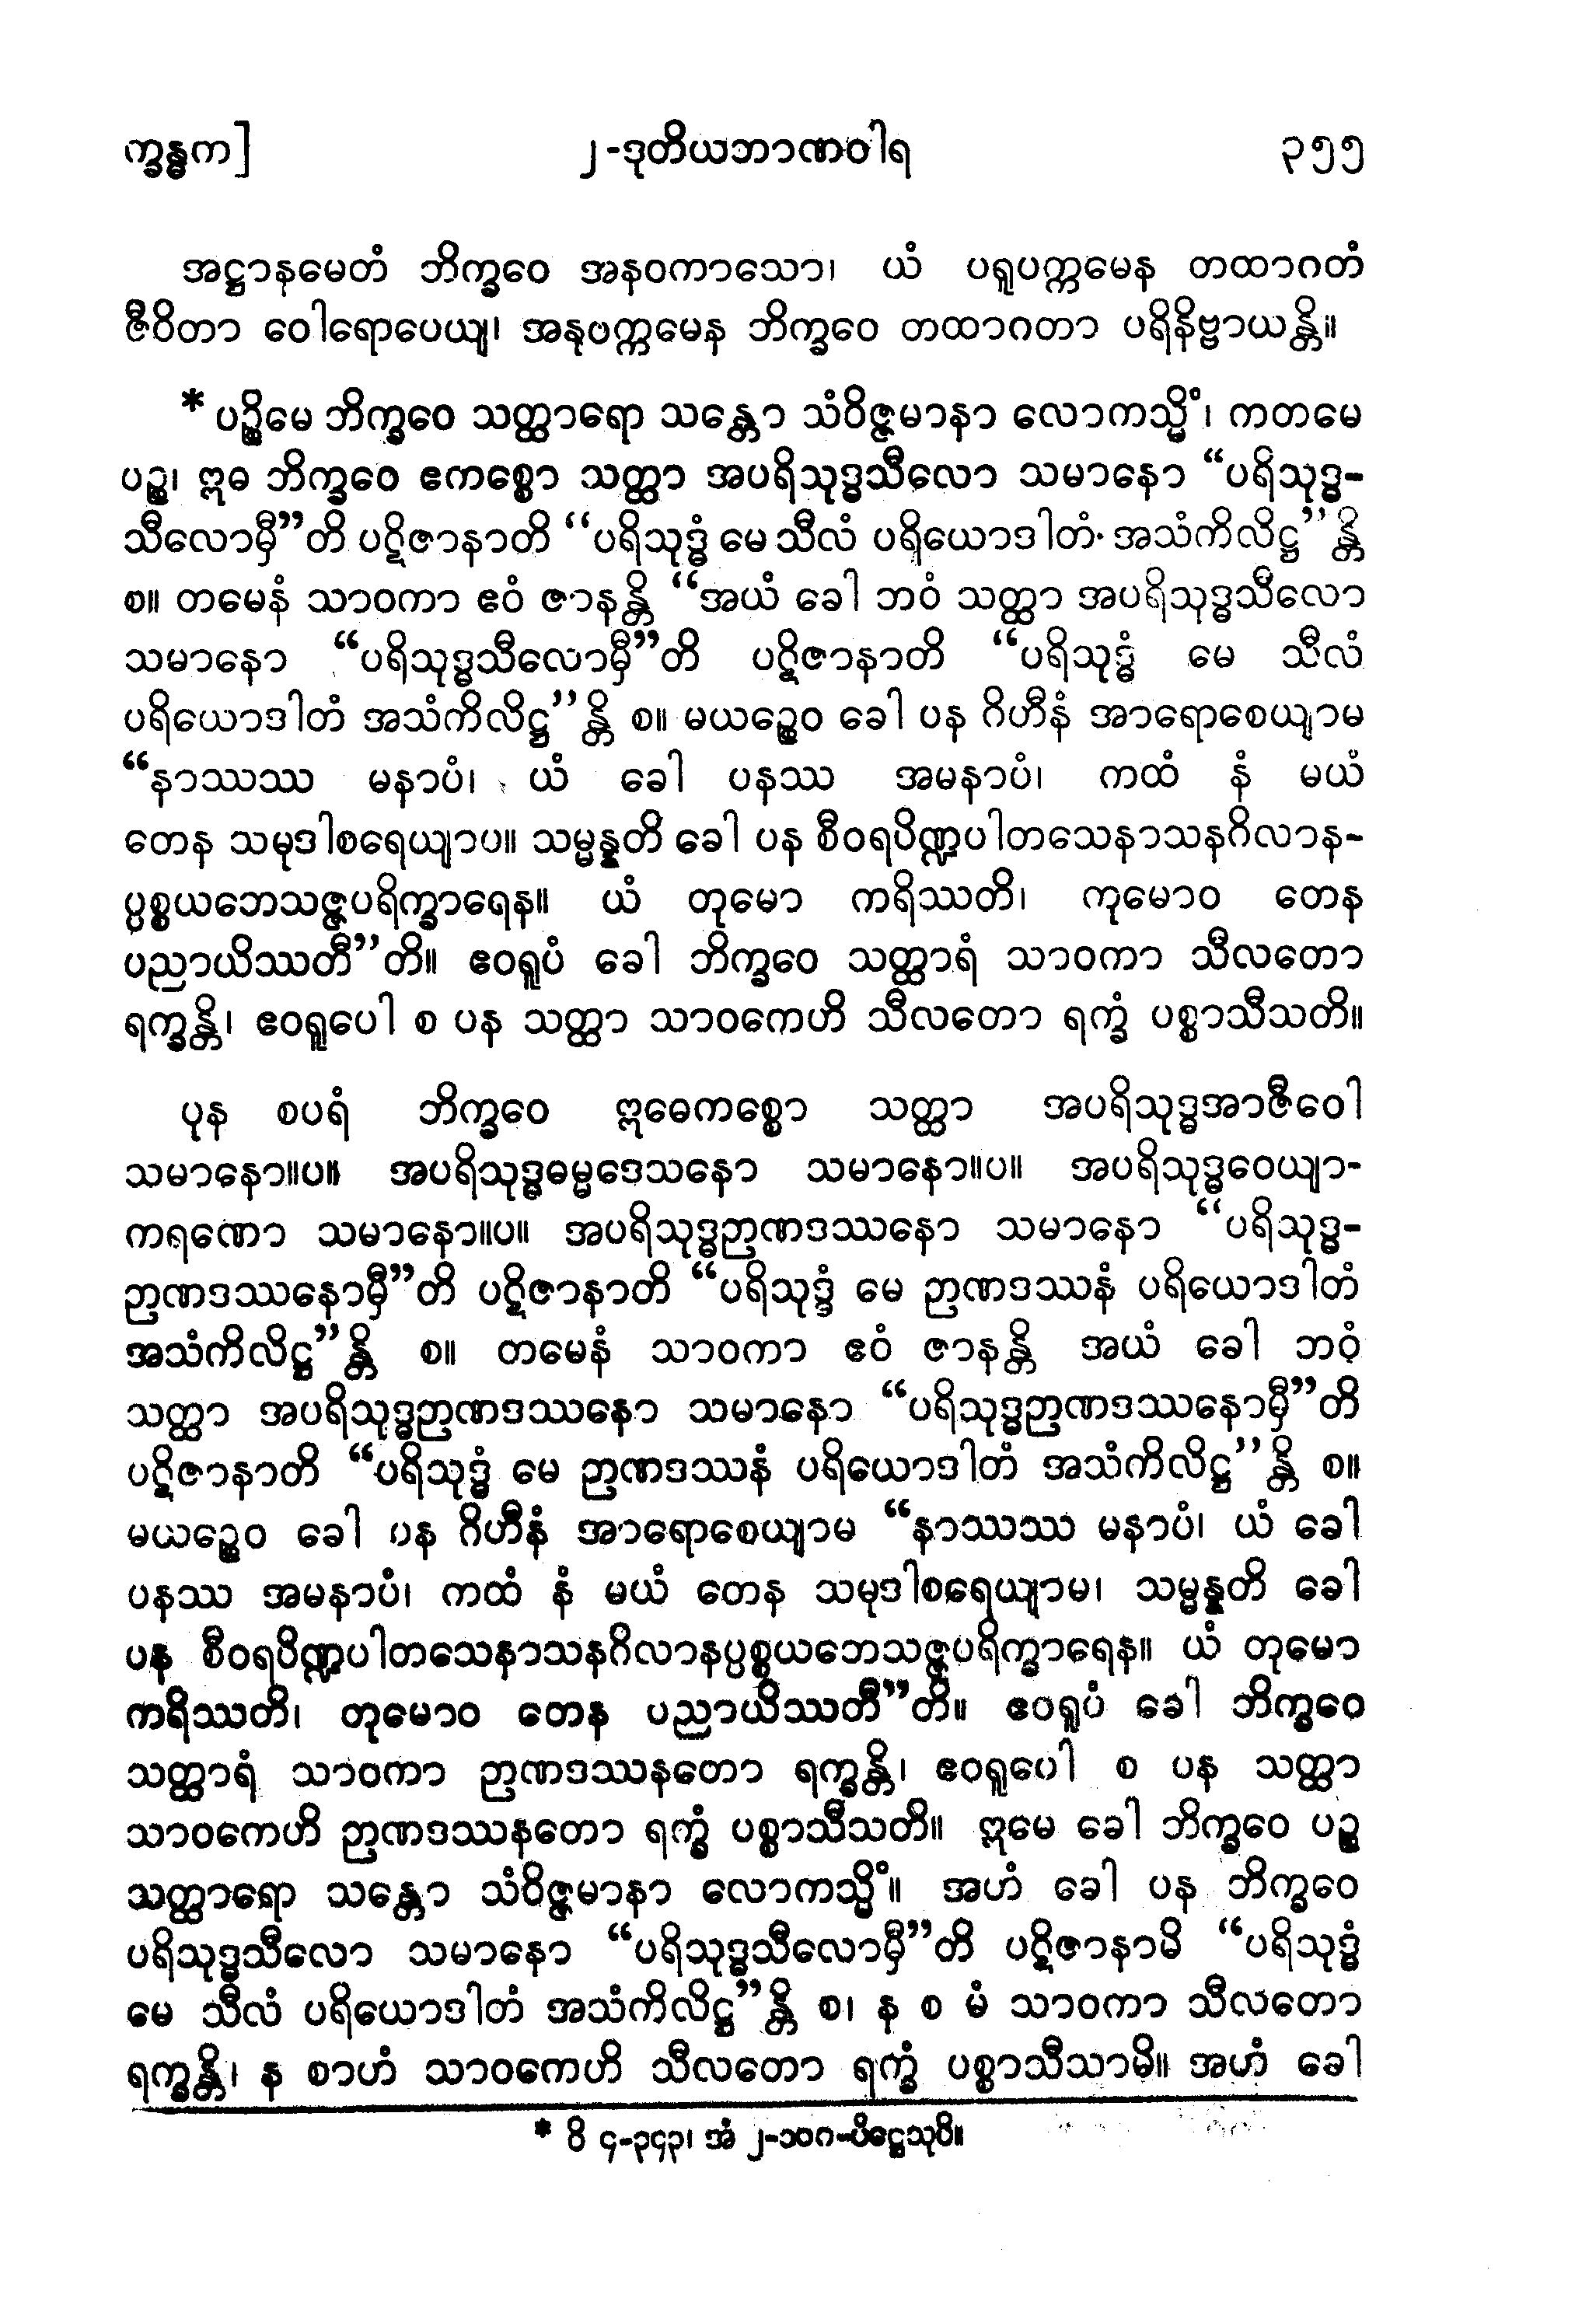 က္ခန္ဓက]
၂-ဒုတိယဘာဏဝါရ
၃၅၅
အဋ္ဌာနမေတံ ဘိက္ခဝေ အနဝကာသော၊ ယံ ပရူပက္ကမေန တထာဂတံ
ဇီဝိတာ ဝေါရောပေယျ၊ အနုပက္ကမေန ဘိက္ခဝေ တထာဂတာ ပရိနိဗ္ဗာယန္တိ။
* ပဉ္စိမေ ဘိက္ခဝေ သတ္ထာရော သန္တော သံဝိဇ္ဇမာနာ လောကသ္မိံ၊ ကတမေ
ပဉ္စ၊ ဣဓ ဘိက္ခဝေ ဧကစ္စော သတ္ထာ အပရိသုဒ္ဓသီလော သမာနော “ပရိသုဒ္ဓ-
သီလောမှီ”တိ ပဋိဇာနာတိ “ပရိသုဒ္ဓံ မေ သီလံ ပရိယောဒါတံ အသံကိလိဋ္ဌ”န္တိ
စ။ တမေနံ သာဝကာ ဧဝံ ဇာနန္တိ “အယံ ခေါ ဘဝံ သတ္ထာ အပရိသုဒ္ဓသီလော
သမာနော “ပရိသုဒ္ဓသီလောမှီ”တိ ပဋိဇာနာတိ “ပရိသုဒ္ဓံ မေ သီလံ
ပရိယောဒါတံ အသံကိလိဋ္ဌ”န္တိ စ။ မယဉ္စေဝ ခေါ ပန ဂိဟီနံ အာရောစေယျာမ
“နာဿဿ မနာပံ၊ ယံ ခေါ ပနဿ အမနာပံ၊ ကထံ နံ မယံ
တေန သမုဒါစရေယျာပ။ သမ္မန္နတိ ခေါ ပန စီဝရပိဏ္ဍပါတသေနာသနဂိလာန-
ပ္ပစ္စယဘေသဇ္ဇပရိက္ခာရေန။ ယံ တုမော ကရိဿတိ၊ ကုမောဝ တေန
ပညာယိဿတီ”တိ။ ဧဝရူပံ ခေါ ဘိက္ခဝေ သတ္ထာရံ သာဝကာ သီလတော
ရက္ခန္တိ၊ ဧဝရူပေါ စ ပန သတ္ထာ သာဝကေဟိ သီလတော ရက္ခံ ပစ္စာသီသတိ။
ပုန စပရံ ဘိက္ခဝေ ဣဓေကစ္စော သတ္ထာ အပရိသုဒ္ဓအာဇီဝေါ
သမာနော။ပ။ အပရိသုဒ္ဓဓမ္မဒေသနော သမာနော။ပ။ အပရိသုဒ္ဓဝေယျာ-
ကရဏော သမာနော။ပ။ အပရိသုဒ္ဓဉာဏဒဿနော သမာနော “ပရိသုဒ္ဓ-
ဉာဏဒဿနောမှီ”တိ ပဋိဇာနာတိ “ပရိသုဒ္ဒံ မေ ဉာဏဒဿနံ ပရိယောဒါတံ
အသံကိလိဋ္ဌ”န္တိ စ။ တမေနံ သာဝကာ ဧဝံ ဇာနန္တိ အယံ ခေါ ဘဝံ
သတ္ထာ အပရိသုဒ္ဓဉာဏဒဿနော သမာနော “ပရိသုဒ္ဓဉာဏဒဿနောမှီ”တိ
ပဋိဇာနာတိ “ပရိသုဒ္ဓံ မေ ဉာဏဒဿနံ ပရိယောဒါတံ အသံကိလိဋ္ဌ”န္တိ စ။
မယဉ္စေဝ ခေါ ပန ဂိဟီနံ အာရောစေယျာမ “နာဿဿ မနာပံ၊ ယံ ခေါ
ပနဿ အမနာပံ၊ ကထံ နံ မယံ တေန သမုဒါစရေယျာမ၊ သမ္မန္နတိ ခေါ
ပန စီဝရပိဏ္ဍပါတသေနာသနဂိလာနပ္ပစ္စယဘေသဇ္ဇပရိက္ခာရေန။ ယံ တုမော
ကရိဿတိ၊ တုမောဝ တေန ပညာယိဿတီ”တိ။ ဧဝရူပံ ခေါ ဘိက္ခဝေ
သတ္ထာရံ သာဝကာ ဉာဏဒဿနတော ရက္ခန္တိ၊ ဧဝရူပေါ စ ပန သတ္ထာ
သာဝကေဟိ ဉာဏဒဿနတော ရက္ခံ ပစ္စာသီသတိ။ ဣမေ ခေါ ဘိက္ခဝေ ပဉ္စ
သတ္ထာရော သန္တော သံဝိဇ္ဇမာနာ လောကသ္မိံ။ အဟံ ခေါ ပန ဘိက္ခဝေ
ပရိသုဒ္ဓသီလော သမာနော “ပရိသုဒ္ဓသီလောမှီ”တိ ပဋိဇာနာမိ “ပရိသုဒ္ဓံ
မေ သီလံ ပရိယောဒါတံ အသံကိလိဋ္ဌ”န္တိ စ၊ န စ မံ သာဝကာ သီလတော
ရက္ခန္တိ၊ န စာဟံ သာဝကေဟိ သီလတော ရက္ခံ ပစ္စာသီသာမိ။ အဟံ ခေါ
* ဝိ ၄-၃၄၃၊ အံ ၂-၁၀ဂ-ပိဋ္ဌေသုပိ။